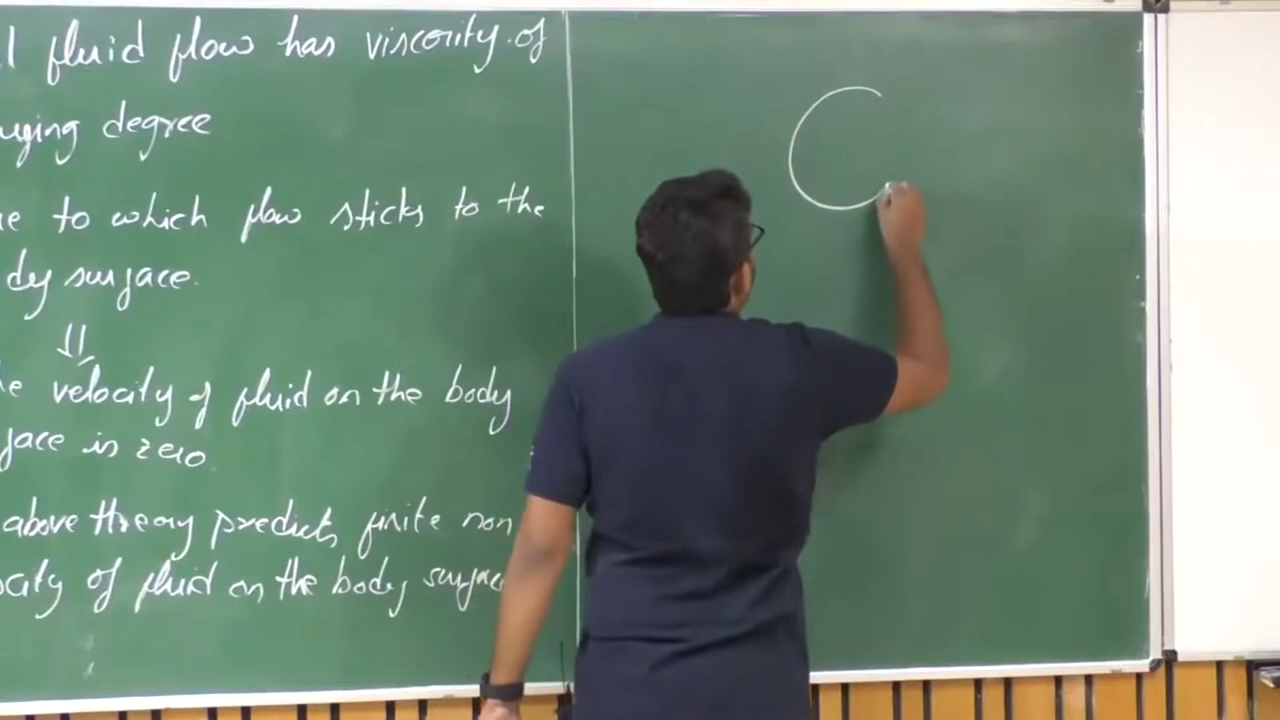 l fluid flow has viscosity of
degree
to which flow sticks to the
dy surface.
velocity of fluid on the body
face is zero.
above theory predicts finite non
ocity of fluid on the body surface